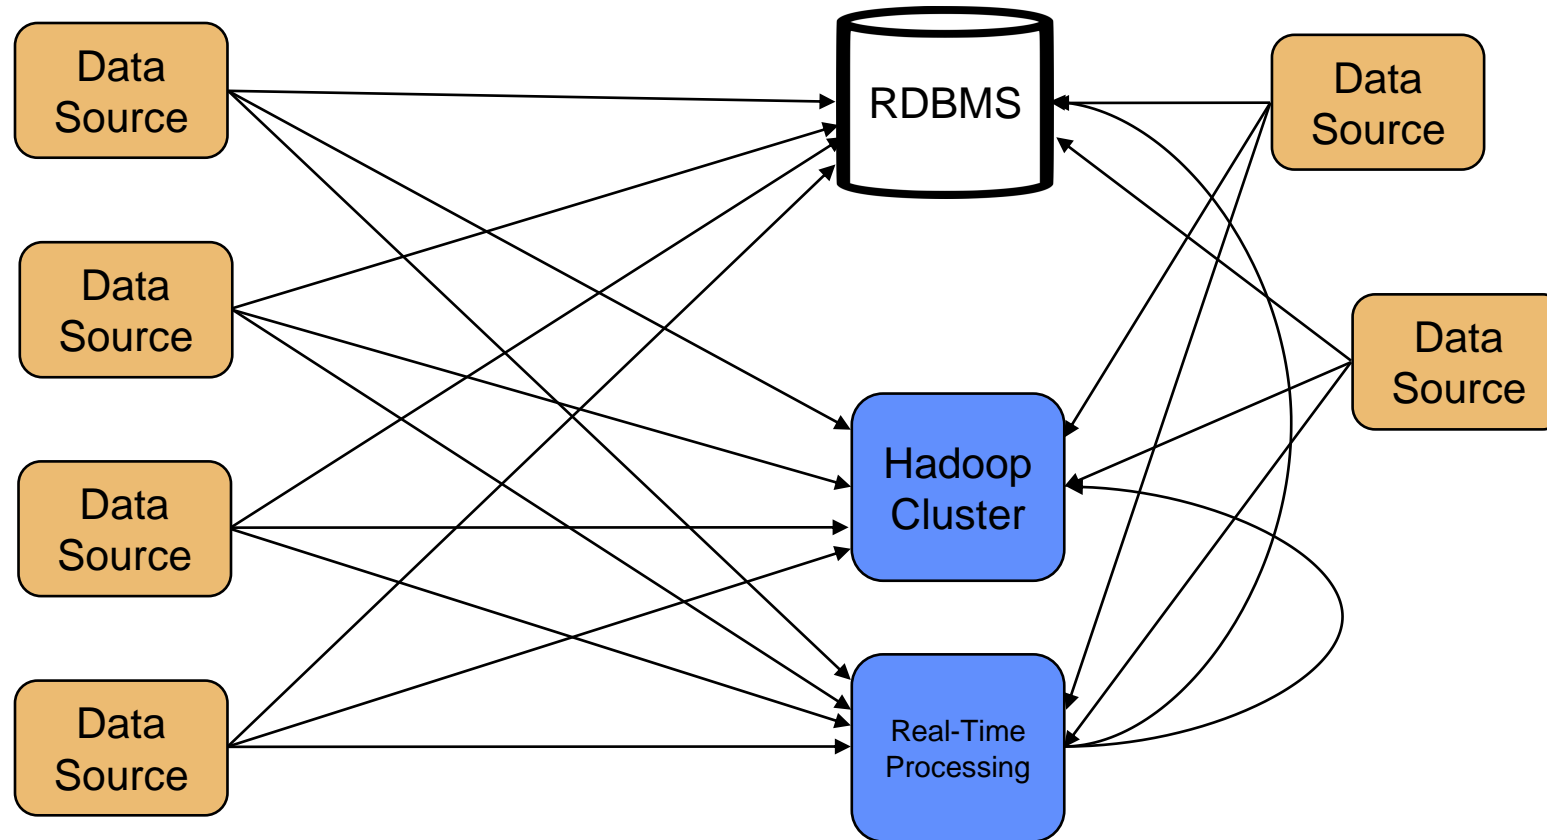 Data
Source
RDBMS
Data
Source
Data
Source
Data
Source
Hadoop
Cluster
Data
Source
Data
Source
Real-Time
Processing